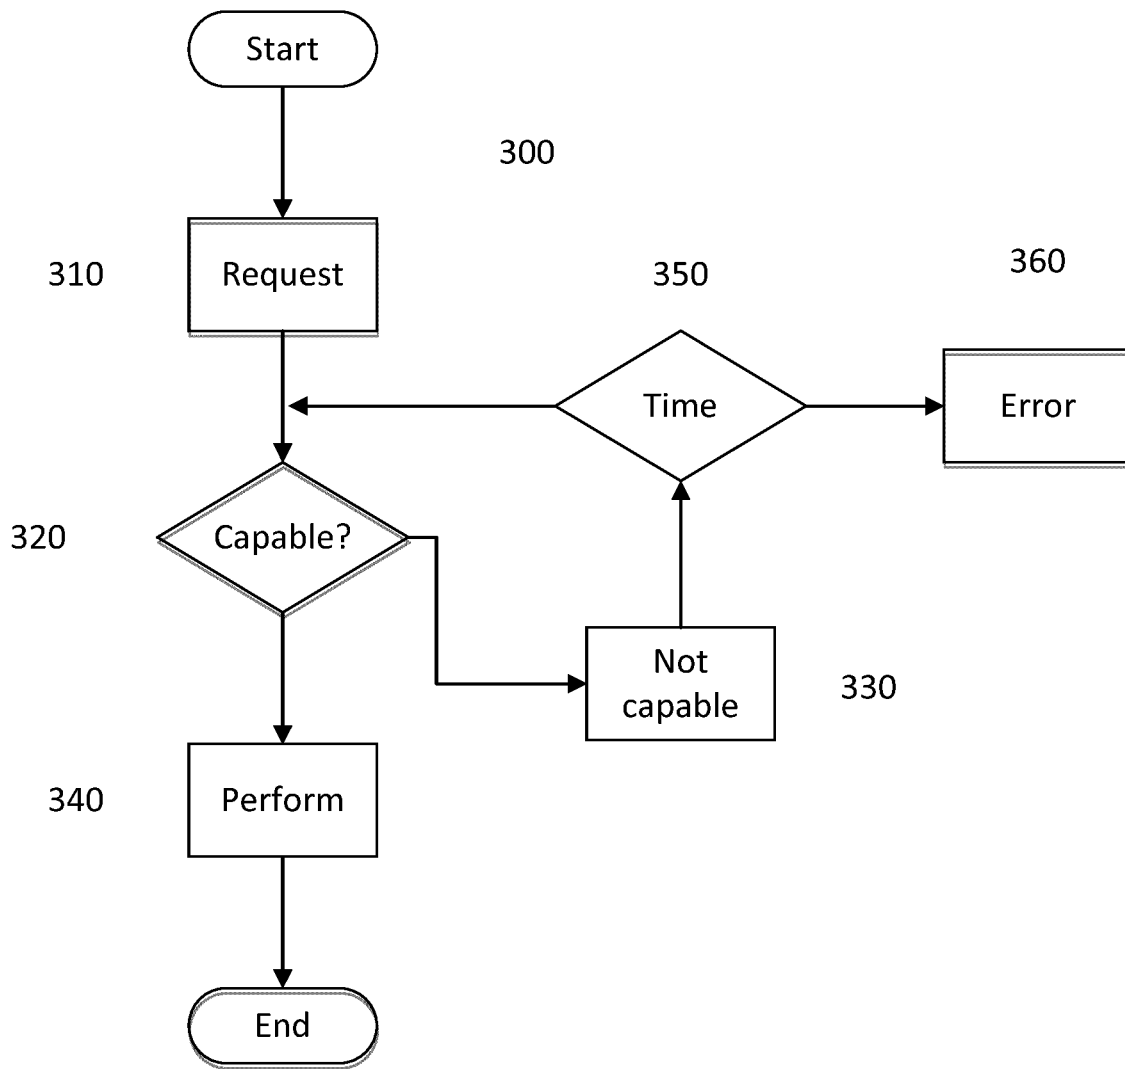 Start
300
310
Request
350
360
Time
Error
320
Capable?
Not
capable
330
340
Perform
End